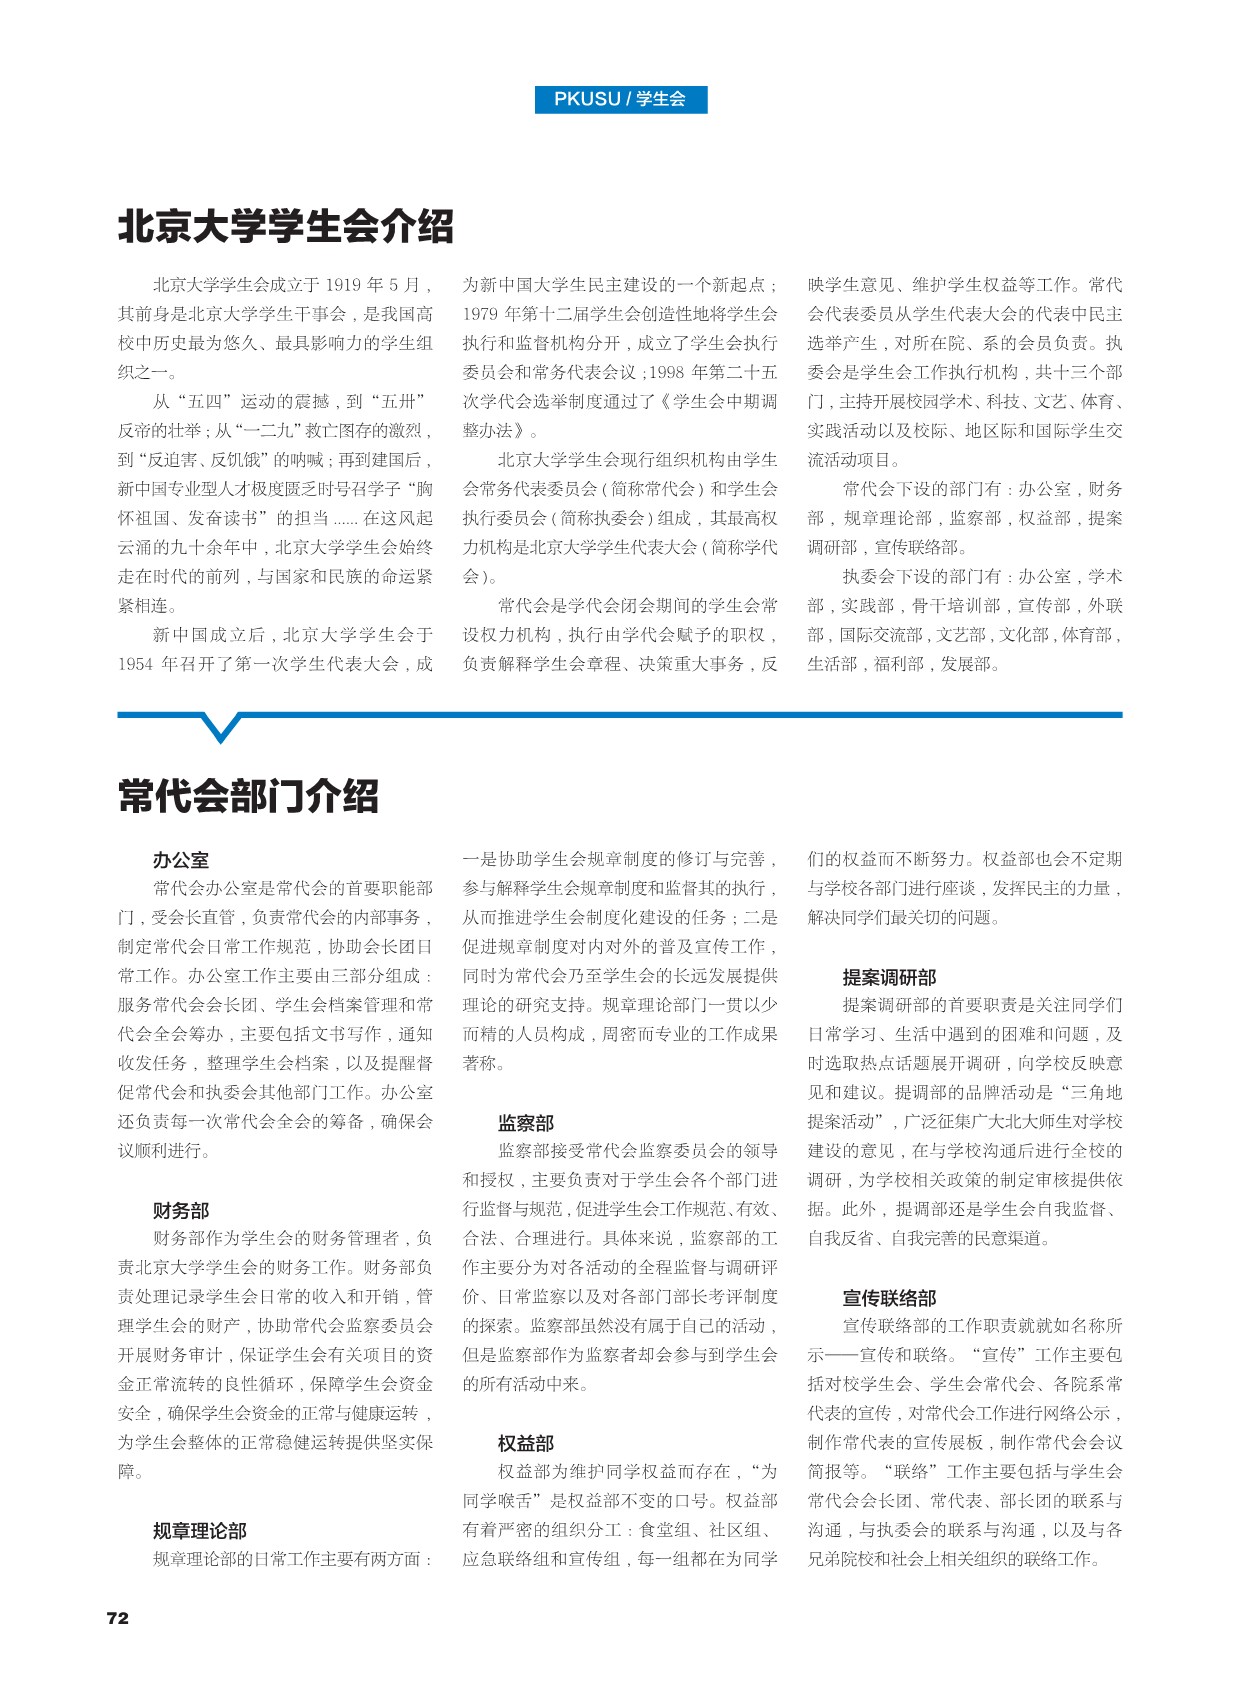 PKUSU / 学生会
北京大学学生会介绍
北京大学学生会成立于 1919 年 5 月，
其前身是北京大学学生干事会，是我国高
校中历史最为悠久、最具影响力的学生组
织之一。
从“五四”运动的震撼，到“五卅”
反帝的壮举；从“一二九”救亡图存的激烈，
到“反迫害、反饥饿”的呐喊；再到建国后，
新中国专业型人才极度匮乏时号召学子“胸
怀祖国、发奋读书”的担当 ...... 在这风起
云涌的九十余年中，北京大学学生会始终
走在时代的前列，与国家和民族的命运紧
紧相连。
新中国成立后，北京大学学生会于
1954 年召开了第一次学生代表大会，成
为新中国大学生民主建设的一个新起点；
1979 年第十二届学生会创造性地将学生会
执行和监督机构分开，成立了学生会执行
委员会和常务代表会议；1998 年第二十五
次学代会选举制度通过了《学生会中期调
整办法》。
北京大学学生会现行组织机构由学生
会常务代表委员会（简称常代会）和学生会
执行委员会（简称执委会）组成，其最高权
力机构是北京大学学生代表大会（简称学代
会）。
常代会是学代会闭会期间的学生会常
设权力机构，执行由学代会赋予的职权，
负责解释学生会章程、决策重大事务，反
映学生意见、维护学生权益等工作。常代
会代表委员从学生代表大会的代表中民主
选举产生，对所在院、系的会员负责。执
委会是学生会工作执行机构，共十三个部
门，主持开展校园学术、科技、文艺、体育、
实践活动以及校际、地区际和国际学生交
流活动项目。
常代会下设的部门有：办公室，财务
部，规章理论部，监察部，权益部，提案
调研部，宣传联络部。
执委会下设的部门有：办公室，学术
部，实践部，骨干培训部，宣传部，外联
部，国际交流部，文艺部，文化部，体育部，
生活部，福利部，发展部。
常代会部门介绍
办公室
常代会办公室是常代会的首要职能部
门，受会长直管，负责常代会的内部事务，
制定常代会日常工作规范，协助会长团日
常工作。办公室工作主要由三部分组成：
服务常代会会长团、学生会档案管理和常
代会全会筹办，主要包括文书写作，通知
收发任务，整理学生会档案，以及提醒督
促常代会和执委会其他部门工作。办公室
还负责每一次常代会全会的筹备，确保会
议顺利进行。
财务部
财务部作为学生会的财务管理者，负
责北京大学学生会的财务工作。财务部负
责处理记录学生会日常的收入和开销，管
理学生会的财产，协助常代会监察委员会
开展财务审计，保证学生会有关项目的资
金正常流转的良性循环，保障学生会资金
安全，确保学生会资金的正常与健康运转，
为学生会整体的正常稳健运转提供坚实保
障。
规章理论部
规章理论部的日常工作主要有两方面：
一是协助学生会规章制度的修订与完善，
参与解释学生会规章制度和监督其的执行，
从而推进学生会制度化建设的任务；二是
促进规章制度对内对外的普及宣传工作，
同时为常代会乃至学生会的长远发展提供
理论的研究支持。规章理论部门一贯以少
而精的人员构成，周密而专业的工作成果
著称。
监察部
监察部接受常代会监察委员会的领导
和授权，主要负责对于学生会各个部门进
行监督与规范，促进学生会工作规范、有效、
合法、合理进行。具体来说，监察部的工
作主要分为对各活动的全程监督与调研评
价、日常监察以及对各部门部长考评制度
的探索。监察部虽然没有属于自己的活动，
但是监察部作为监察者却会参与到学生会
的所有活动中来。
权益部
权益部为维护同学权益而存在，“为
同学喉舌”是权益部不变的口号。权益部
有着严密的组织分工：食堂组、社区组、
应急联络组和宣传组，每一组都在为同学
们的权益而不断努力。权益部也会不定期
与学校各部门进行座谈，发挥民主的力量，
解决同学们最关切的问题。
提案调研部
提案调研部的首要职责是关注同学们
日常学习、生活中遇到的困难和问题，及
时选取热点话题展开调研，向学校反映意
见和建议。提调部的品牌活动是“三角地
提案活动”，广泛征集广大北大师生对学校
建设的意见，在与学校沟通后进行全校的
调研，为学校相关政策的制定审核提供依
据。此外，提调部还是学生会自我监督、
自我反省、自我完善的民意渠道。
宣传联络部
宣传联络部的工作职责就就如名称所
示——宣传和联络。“宣传”工作主要包
括对校学生会、学生会常代会、各院系常
代表的宣传，对常代会工作进行网络公示，
制作常代表的宣传展板，制作常代会会议
简报等。“联络”工作主要包括与学生会
常代会会长团、常代表、部长团的联系与
沟通，与执委会的联系与沟通，以及与各
兄弟院校和社会上相关组织的联络工作。
72